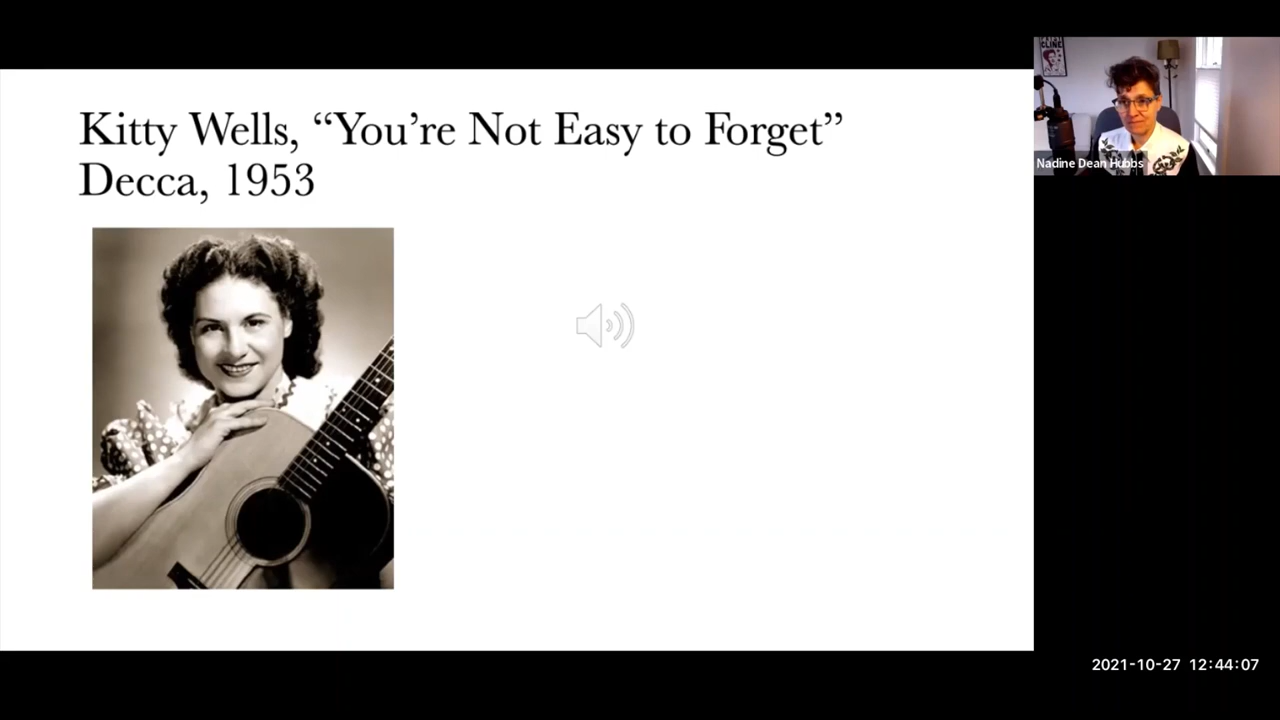 Kitty Wells, “You’re Not Easy to Forget”
Decca, 1953
CLINE
Nadine Dean Hubbs
2021-10-27 12:44:07